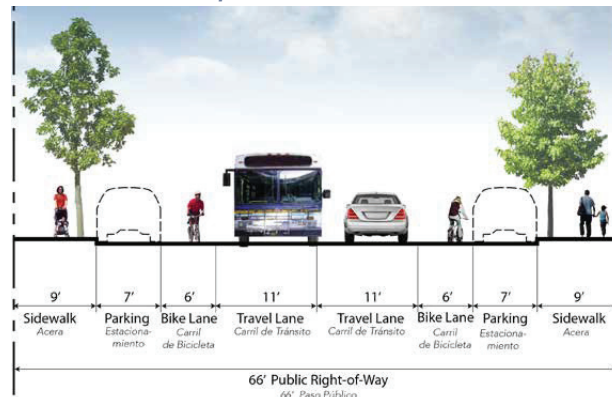 9' 7' 6' 11' 11' 6' 7' 9'
Sidewalk Parking Bike Lane Travel Lane Travel Lane Bike Lane Parking Sidewalk
Acera Estaciona- Carril Carril de Tránsito Carril de Tránsito Carril Estaciona- Acera
miento de Bicicleta de Bicicleta miento
66' Public Right-of-Way
66' Paso Público